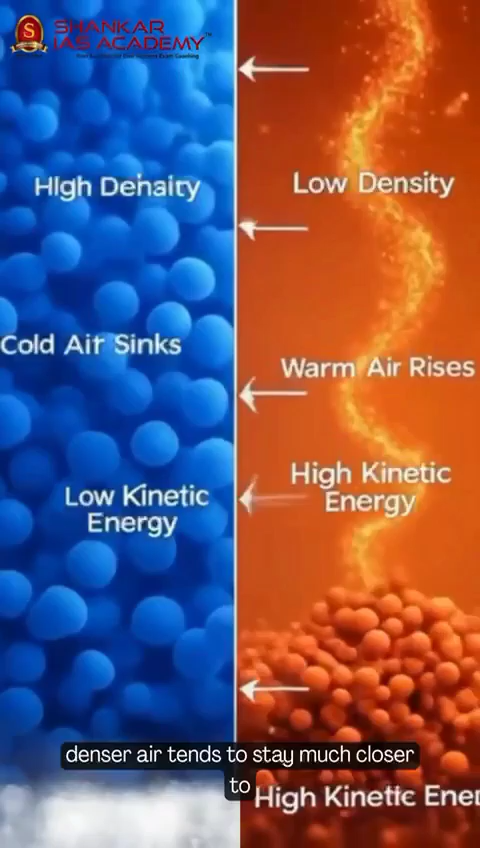 SHANKAR
IAS ACADEMY™
HIgh Dehaity
Low Density
Cold Air Sinks
Warm Air Rises
Low Kinetic
Energy
High Kinetic
Energy
denser air tends to stay much closer
to
High Kinetic Ener